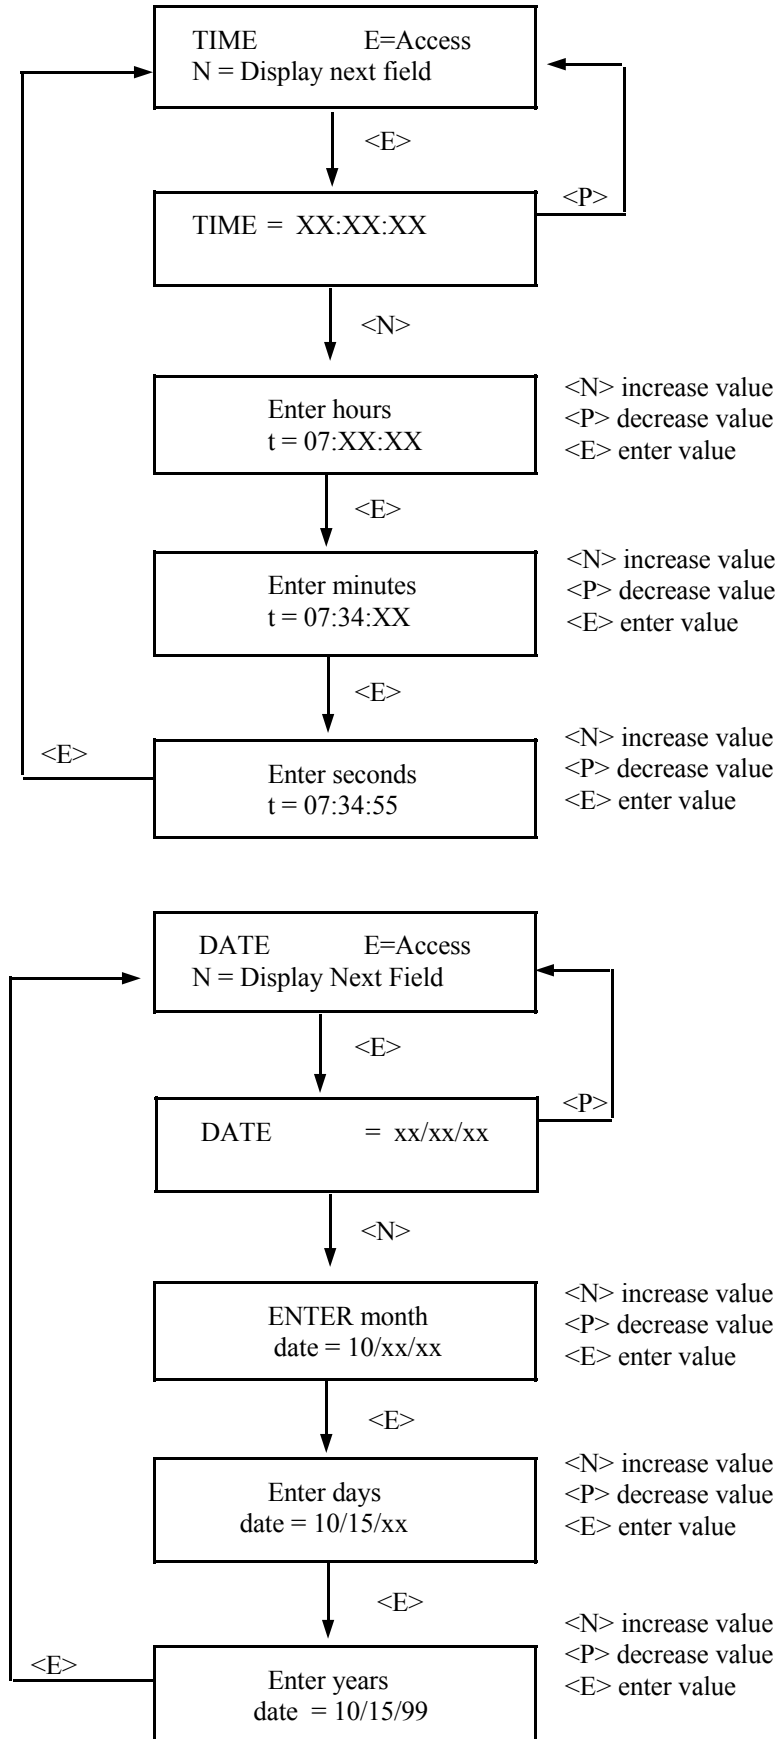 TIME E=Access
N = Display next field
<E>
<P>
TIME = XX:XX:XX
<N>
Enter hours
t = 07:XX:XX
<N> increase value
<P> decrease value
<E> enter value
<E>
Enter minutes
t = 07:34:XX
<N> increase value
<P> decrease value
<E> enter value
<E>
<E>
Enter seconds
t = 07:34:55
<N> increase value
<P> decrease value
<E> enter value
DATE E=Access
N = Display Next Field
<E>
<P>
DATE = xx/xx/xx
<N>
ENTER month
date = 10/xx/xx
<N> increase value
<P> decrease value
<E> enter value
<E>
Enter days
date = 10/15/xx
<N> increase value
<P> decrease value
<E> enter value
<E>
<E>
Enter years
date = 10/15/99
<N> increase value
<P> decrease value
<E> enter value